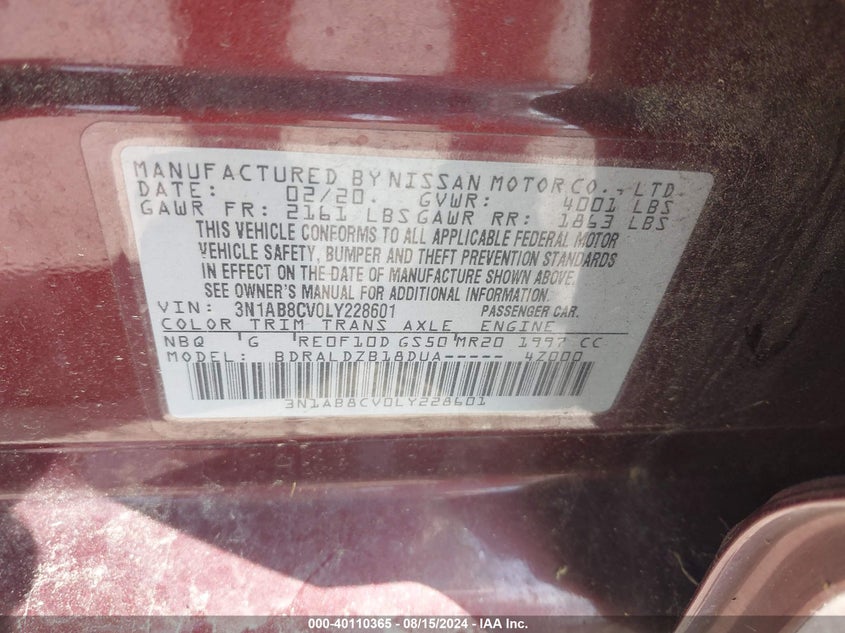 MANUFACTURED BY NISSAN MOTOR CO., LTD.
DATE: 02/20. GVWR: 4001 LBS
GAWR FR: 2161 LBS GAWR RR: 1863 LBS
THIS VEHICLE CONFORMS TO ALL APPLICABLE FEDERAL MOTOR
VEHICLE SAFETY, BUMPER AND THEFT PREVENTION STANDARDS
IN EFFECT ON THE DATE OF MANUFACTURE SHOWN ABOVE.
SEE OWNER'S MANUAL FOR ADDITIONAL INFORMATION.
VIN: 3N1AB8CV0LY228601 PASSENGER CAR.
COLOR TRIM TRANS AXLE ENGINE
NBQ 'G 'RE0F10D GS50 MR20 1997 CC
MODEL: BDRALDZB18DUA----- 4Z000
3N1AB8CV0LY228601
000-40110365 - 08/15/2024 - IAA Inc.